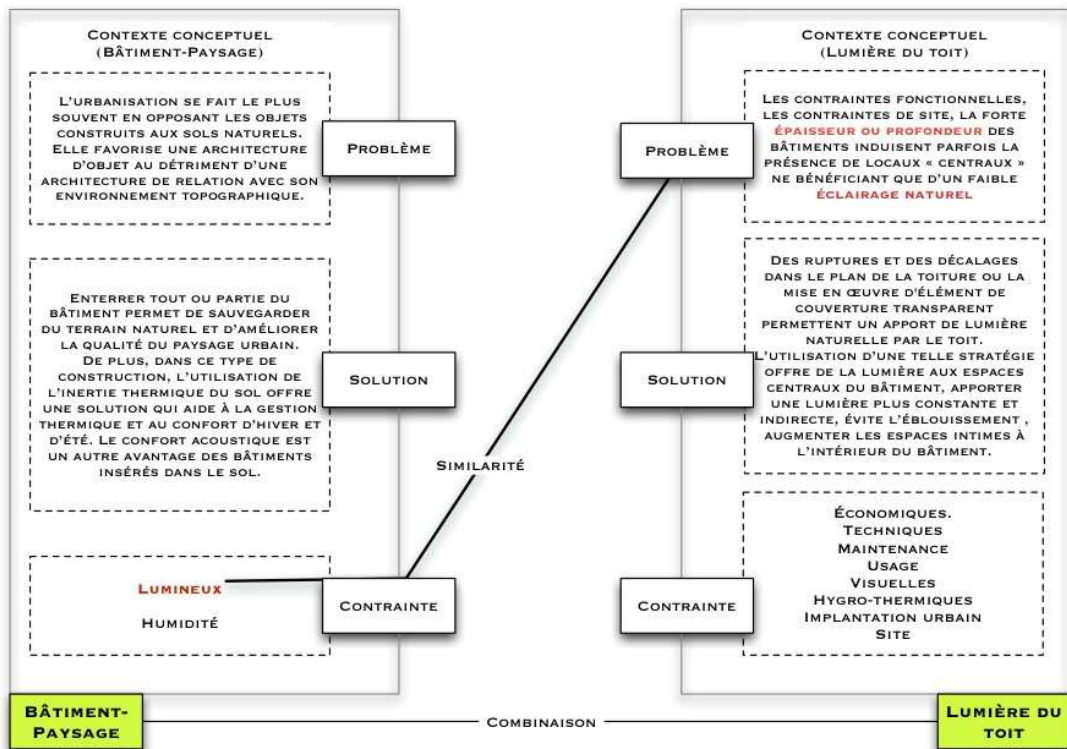 CONTEXTE CONCEPTUEL
(BÂTIMENT-PAYSAGE)
L'URBANISATION SE FAIT LE PLUS
SOUVENT EN OPPOSANT LES OBJETS
CONSTRUITS AUX SOLS NATURELS.
ELLE FAVORISE UNE ARCHITECTURE
D'OBJET AU DÉTRIMENT D'UNE
ARCHITECTURE DE RELATION AVEC SON
ENVIRONNEMENT TOPOGRAPHIQUE.
PROBLÈME
ENTERRER TOUT OU PARTIE DU
BÂTIMENT PERMET DE SAUVEGARDER
DU TERRAIN NATUREL ET D'AMÉLIORER
LA QUALITÉ DU PAYSAGE URBAIN.
DE PLUS, DANS CE TYPE DE
CONSTRUCTION, L'UTILISATION DE
L'INERTIE THERMIQUE DU SOL OFFRE
UNE SOLUTION QUI AIDE À LA GESTION
THERMIQUE ET AU CONFORT D'HIVER ET
D'ÉTÉ. LE CONFORT ACOUSTIQUE EST
UN AUTRE AVANTAGE DES BÂTIMENTS
INSÉRÉS DANS LE SOL.
SOLUTION
LUMINEUX
HUMIDITÉ
CONTRAINTE
BÂTIMENT-
PAYSAGE
SIMILARITÉ
COMBINAISON
CONTEXTE CONCEPTUEL
(LUMIÈRE DU TOIT)
PROBLÈME
LES CONTRAINTES FONCTIONNELLES,
LES CONTRAINTES DE SITE, LA FORTE
ÉPAISSEUR OU PROFONDEUR DES
BÂTIMENTS INDUISENT PARFOIS LA
PRÉSENCE DE LOCAUX « CENTRAUX »
NE BÉNÉFICIANT QUE D'UN FAIBLE
ÉCLAIRAGE NATUREL
SOLUTION
DES RUPTURES ET DES DÉCALAGES
DANS LE PLAN DE LA TOITURE OU LA
MISE EN ŒUVRE D'ÉLÉMENT DE
COUVERTURE TRANSPARENT
PERMETTENT UN APPORT DE LUMIÈRE
NATURELLE PAR LE TOIT.
L'UTILISATION D'UNE TELLE STRATÉGIE
OFFRE DE LA LUMIÈRE AUX ESPACES
CENTRAUX DU BÂTIMENT, APPORTER
UNE LUMIÈRE PLUS CONSTANTE ET
INDIRECTE, ÉVITE L'ÉBLOUISSEMENT ,
AUGMENTER LES ESPACES INTIMES À
L'INTÉRIEUR DU BÂTIMENT.
CONTRAINTE
ÉCONOMIQUES.
TECHNIQUES
MAINTENANCE
USAGE
VISUELLES
HYGRO-THERMIQUES
IMPLANTATION URBAIN
SITE
LUMIÈRE DU
TOIT